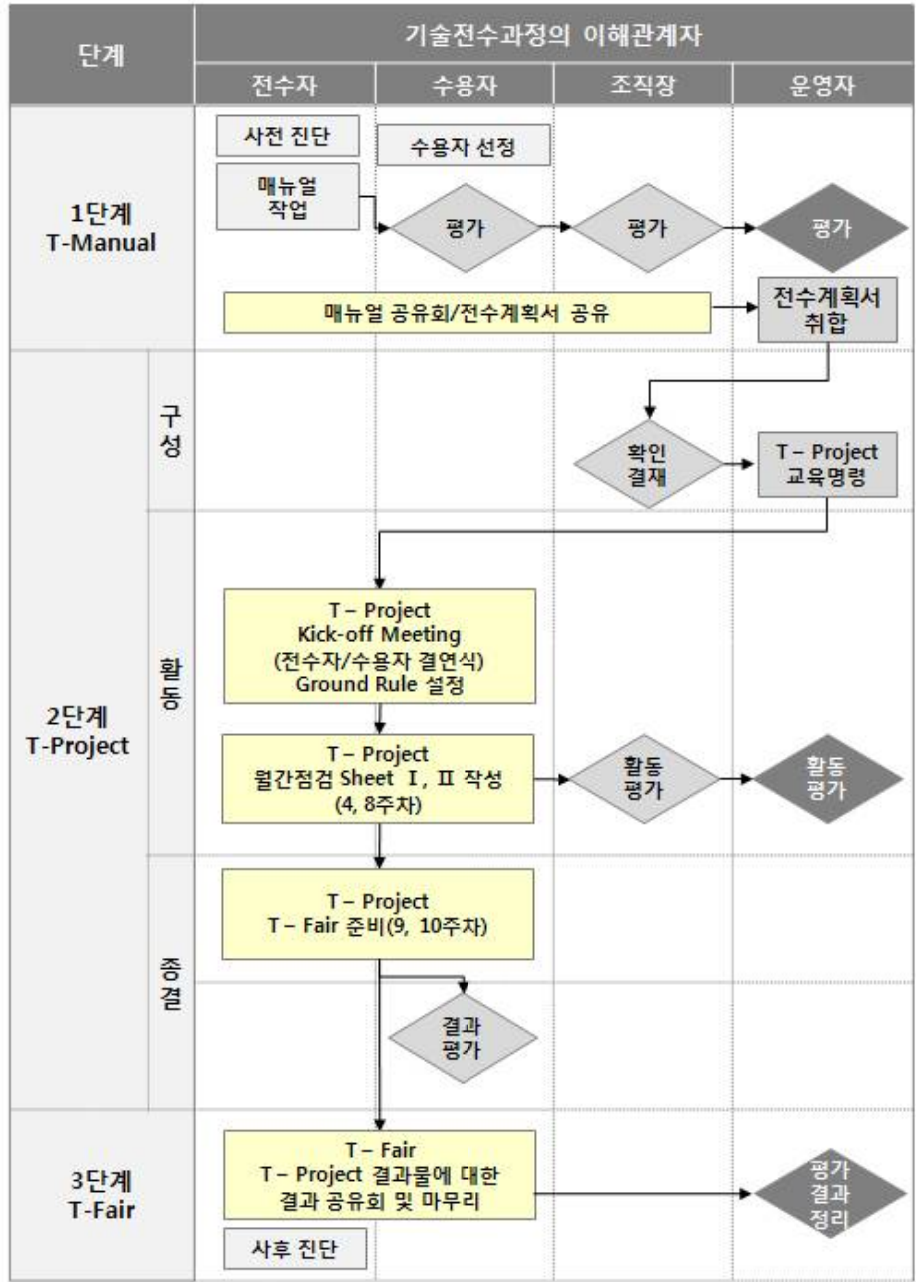 단계
기술전수과정의 이해관계자
전수자
수용자
조직장
운영자
1단계
T-Manual
사전 진단
수용자 선정
매뉴얼
작업
평가
평가
평가
매뉴얼 공유회/전수계획서 공유
전수계획서
취합
2단계
T-Project
구
성
확인
결재
T – Project
교육명령
활
동
T – Project
Kick-off Meeting
(전수자/수용자 결연식)
Ground Rule 설정
T – Project
월간점검 Sheet Ⅰ, Ⅱ 작성
(4, 8주차)
활동
평가
활동
평가
종
결
T – Project
T – Fair 준비(9, 10주차)
결과
평가
3단계
T-Fair
T – Fair
T – Project 결과물에 대한
결과 공유회 및 마무리
평가
결과
정리
사후 진단